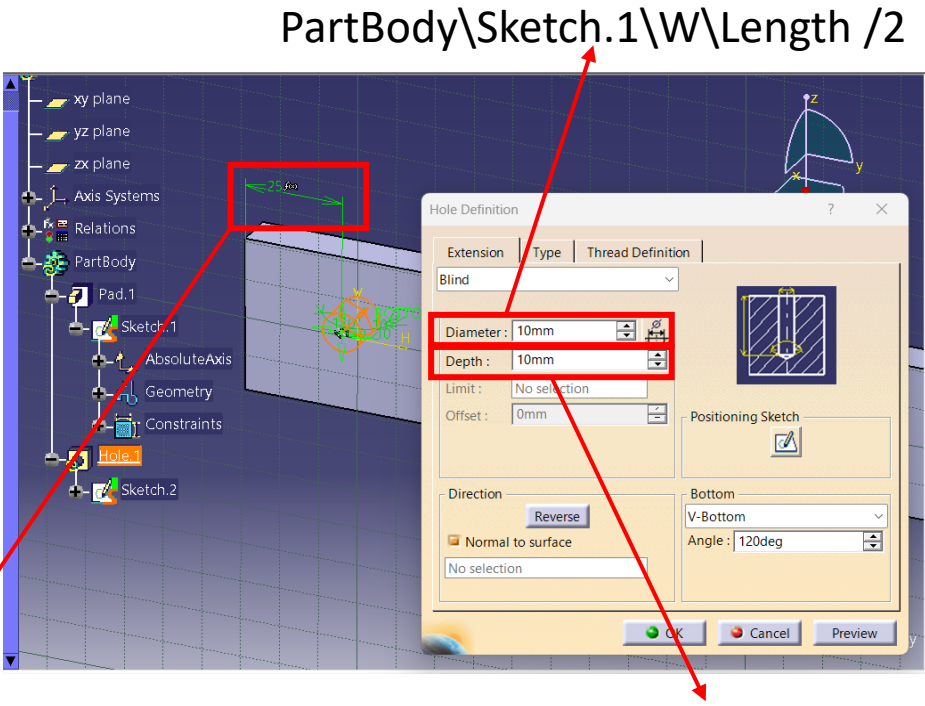 PartBody\Sketch.1\W\Length /2
xy plane
yz plane
zx plane
Axis Systems
Relations
PartBody
Pad.1
Sketch.1
AbsoluteAxis
Geometry
Constraints
Hole.1
Sketch.2
25
H
V
z
y
x
Hole Definition ? ×
Extension Type Thread Definition
Blind
Diameter : 10mm
Depth : 10mm
Limit : No selection
Offset : 0mm
Positioning Sketch
Direction
Reverse
Normal to surface
No selection
Bottom
V-Bottom
Angle : 120deg
OK Cancel Preview
y